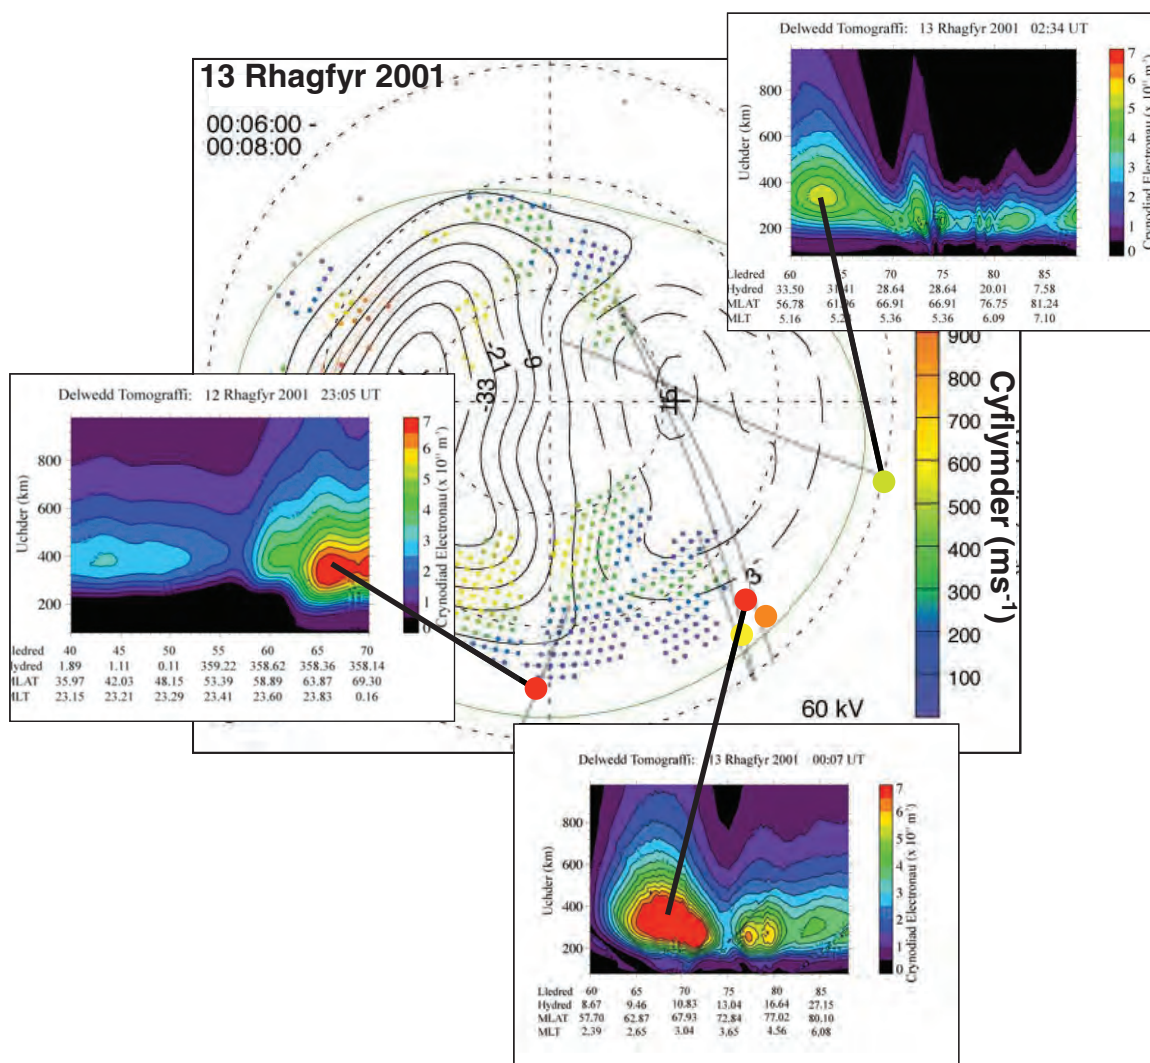 13 Rhagfyr 2001
00:06:00 -
00:08:00
-33
-21
-9
3
60 kV
Cyflymder (ms-1)
900
800
700
600
500
400
300
200
100
Delwedd Tomograffi: 13 Rhagfyr 2001 02:34 UT
Uchder (km)
800
600
400
200
7
6
5
4
3
2
1
0
Crynodiad Electronau (x 10¹¹ m³)
Lledred 60 65 70 75 80 85
Hydred 33.50 28.64 28.64 20.01 7.58
MLAT 56.78 66.91 66.91 76.75 81.24
MLT 5.16 5.36 5.36 6.09 7.10
Delwedd Tomograffi: 12 Rhagfyr 2001 23:05 UT
Uchder (km)
800
600
400
200
7
6
5
4
3
2
1
0
Crynodiad Electronau (x 10¹¹ m³)
lledred 40 45 50 55 60 65 70
ydred 1.89 1.11 0.11 359.22 358.62 358.36 358.14
MLAT 35.97 42.03 48.15 53.39 58.89 63.87 69.30
MLT 23.15 23.21 23.29 23.41 23.60 23.83 0.16
Delwedd Tomograffi: 13 Rhagfyr 2001 00:07 UT
Uchder (km)
800
600
400
200
7
6
5
4
3
2
1
0
Crynodiad Electronau (x 10¹¹ m³)
Lledred 60 65 70 75 80 85
Hydred 8.67 9.46 10.83 13.04 16.64 27.15
MLAT 57.70 62.87 67.93 72.84 77.02 80.10
MLT 2.39 2.65 3.04 3.65 4.56 6.08